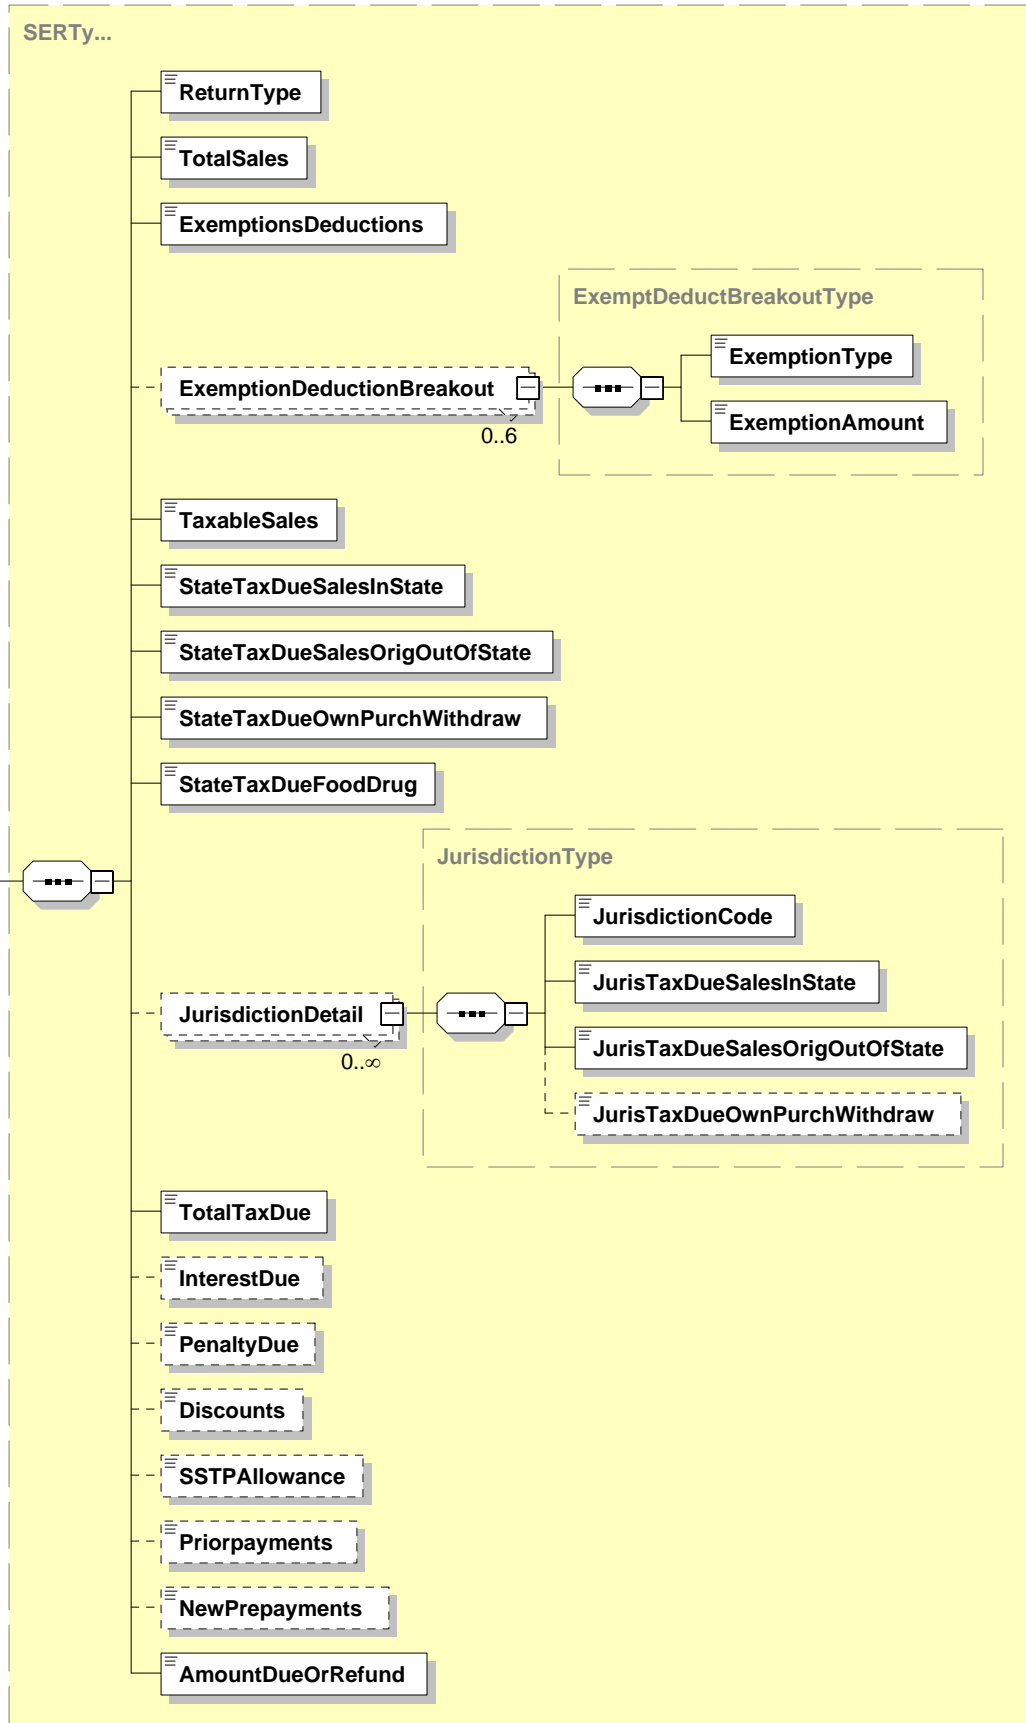 SERTy...
ReturnType
TotalSales
ExemptionsDeductions
ExemptDeductBreakoutType
ExemptionDeductionBreakout
0..6
ExemptionType
ExemptionAmount
TaxableSales
StateTaxDueSalesInState
StateTaxDueSalesOrigOutOfState
StateTaxDueOwnPurchWithdraw
StateTaxDueFoodDrug
JurisdictionType
JurisdictionDetail
0..∞
JurisdictionCode
JurisTaxDueSalesInState
JurisTaxDueSalesOrigOutOfState
JurisTaxDueOwnPurchWithdraw
TotalTaxDue
InterestDue
PenaltyDue
Discounts
SSTPAllowance
Priorpayments
NewPrepayments
AmountDueOrRefund